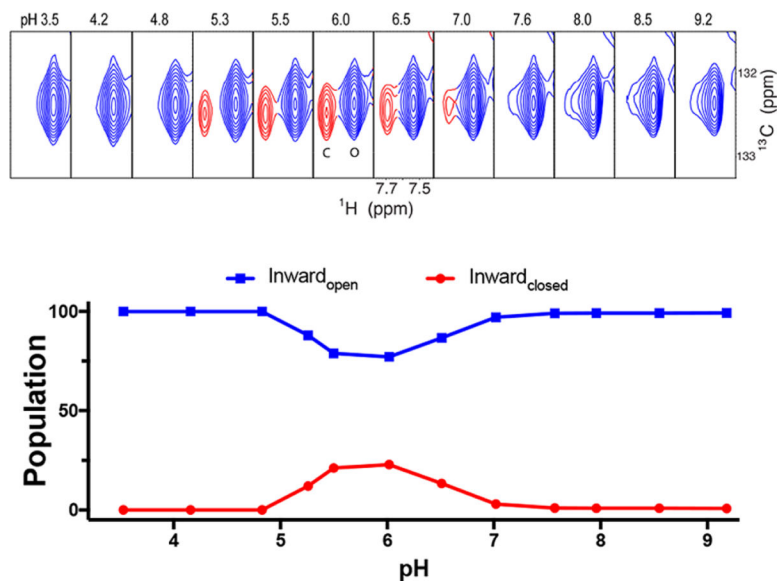 pH 3.5 4.2 4.8 5.3 5.5 6.0 6.5 7.0 7.6 8.0 8.5 9.2
132
C O
133
13C (ppm)
7.7 7.5
1H (ppm)
Inwardopen Inwardclosed
100
50
0
Population
4 5 6 7 8 9
pH